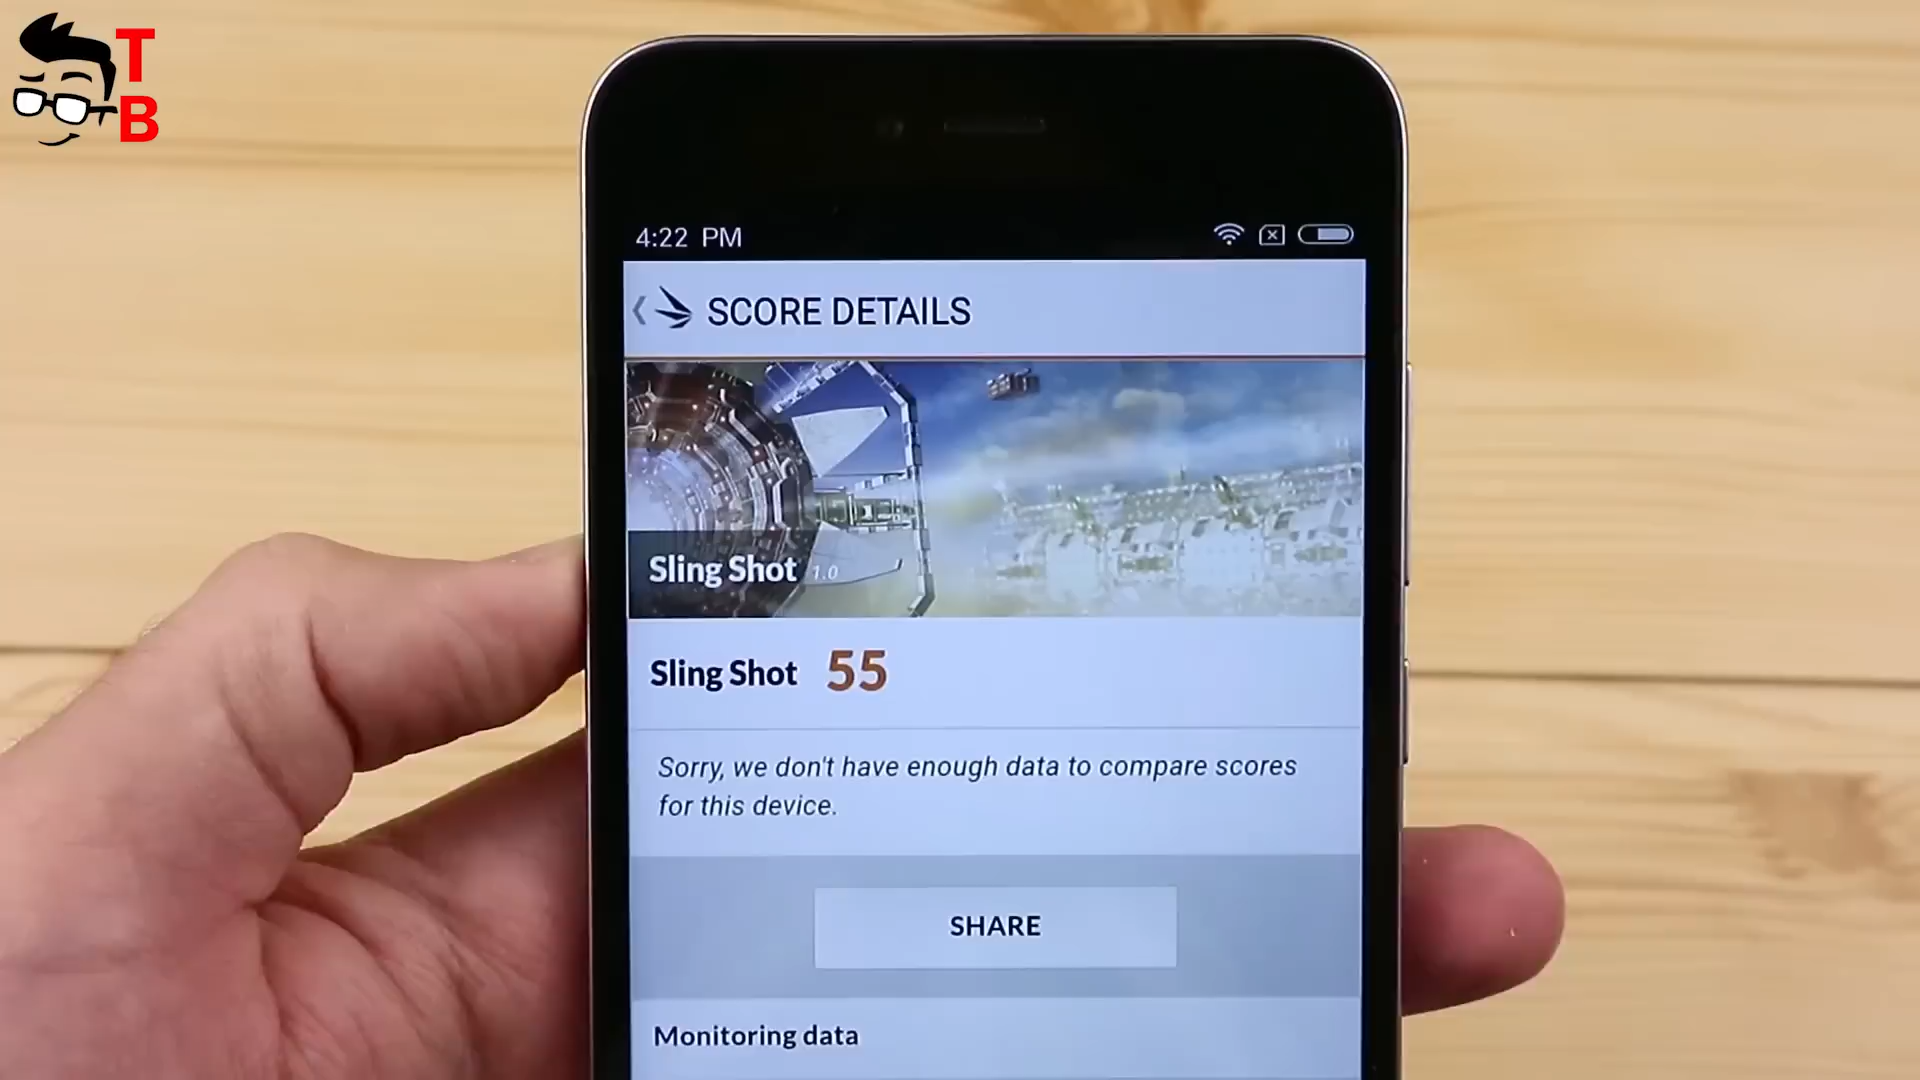 T
B
4:22 PM
SCORE DETAILS
Sling Shot 1.0
Sling Shot 55
Sorry, we don't have enough data to compare scores
for this device.
SHARE
Monitoring data